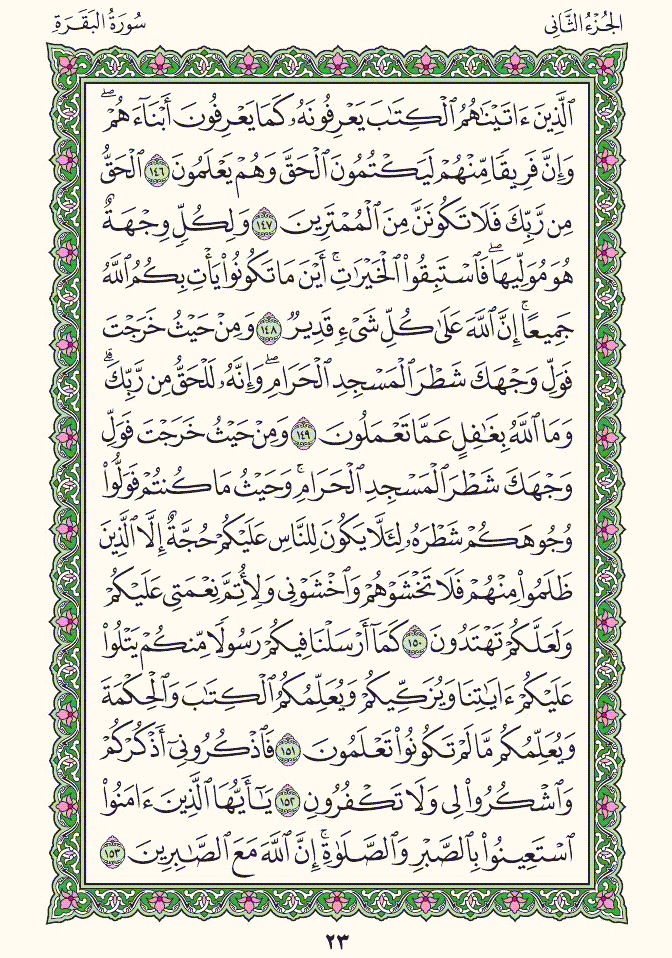 الجُزْءُ الثَّانِي
سُورَةُ البَقَرَةِ
ٱلَّذِينَ ءَاتَيْنَٰهُمُ ٱلْكِتَٰبَ يَعْرِفُونَهُۥ كَمَا يَعْرِفُونَ أَبْنَآءَهُمْۖ
وَإِنَّ فَرِيقًا مِّنْهُمْ لَيَكْتُمُونَ ٱلْحَقَّ وَهُمْ يَعْلَمُونَ ١٤٦ ٱلْحَقُّ
مِن رَّبِّكَ فَلَا تَكُونَنَّ مِنَ ٱلْمُمْتَرِينَ ١٤٧ وَلِكُلٍّ وِجْهَةٌ
هُوَ مُوَلِّيهَاۖ فَٱسْتَبِقُوا۟ ٱلْخَيْرَٰتِۚ أَيْنَ مَا تَكُونُوا۟ يَأْتِ بِكُمُ ٱللَّهُ
جَمِيعًاۚ إِنَّ ٱللَّهَ عَلَىٰ كُلِّ شَىْءٍ قَدِيرٌ ١٤٨ وَمِنْ حَيْثُ خَرَجْتَ
فَوَلِّ وَجْهَكَ شَطْرَ ٱلْمَسْجِدِ ٱلْحَرَامِۖ وَإِنَّهُۥ لَلْحَقُّ مِن رَّبِّكَۗ
وَمَا ٱللَّهُ بِغَٰفِلٍ عَمَّا تَعْمَلُونَ ١٤٩ وَمِنْ حَيْثُ خَرَجْتَ فَوَلِّ
وَجْهَكَ شَطْرَ ٱلْمَسْجِدِ ٱلْحَرَامِۚ وَحَيْثُ مَا كُنتُمْ فَوَلُّوا۟
وُجُوهَكُمْ شَطْرَهُۥ لِئَلَّا يَكُونَ لِلنَّاسِ عَلَيْكُمْ حُجَّةٌ إِلَّا ٱلَّذِينَ
ظَلَمُوا۟ مِنْهُمْ فَلَا تَخْشَوْهُمْ وَٱخْشَوْنِى وَلِأُتِمَّ نِعْمَتِى عَلَيْكُمْ
وَلَعَلَّكُمْ تَهْتَدُونَ ١٥٠ كَمَآ أَرْسَلْنَا فِيكُمْ رَسُولًا مِّنكُمْ يَتْلُوا۟
عَلَيْكُمْ ءَايَٰتِنَا وَيُزَكِّيكُمْ وَيُعَلِّمُكُمُ ٱلْكِتَٰبَ وَٱلْحِكْمَةَ
وَيُعَلِّمُكُم مَّا لَمْ تَكُونُوا۟ تَعْلَمُونَ ١٥١ فَٱذْكُرُونِىٓ أَذْكُرْكُمْ
وَٱشْكُرُوا۟ لِى وَلَا تَكْفُرُونِ ١٥٢ يَٰٓأَيُّهَا ٱلَّذِينَ ءَامَنُوا۟
ٱسْتَعِينُوا۟ بِٱلصَّبْرِ وَٱلصَّلَوٰةِۚ إِنَّ ٱللَّهَ مَعَ ٱلصَّٰبِرِينَ ١٥٣
٢٣